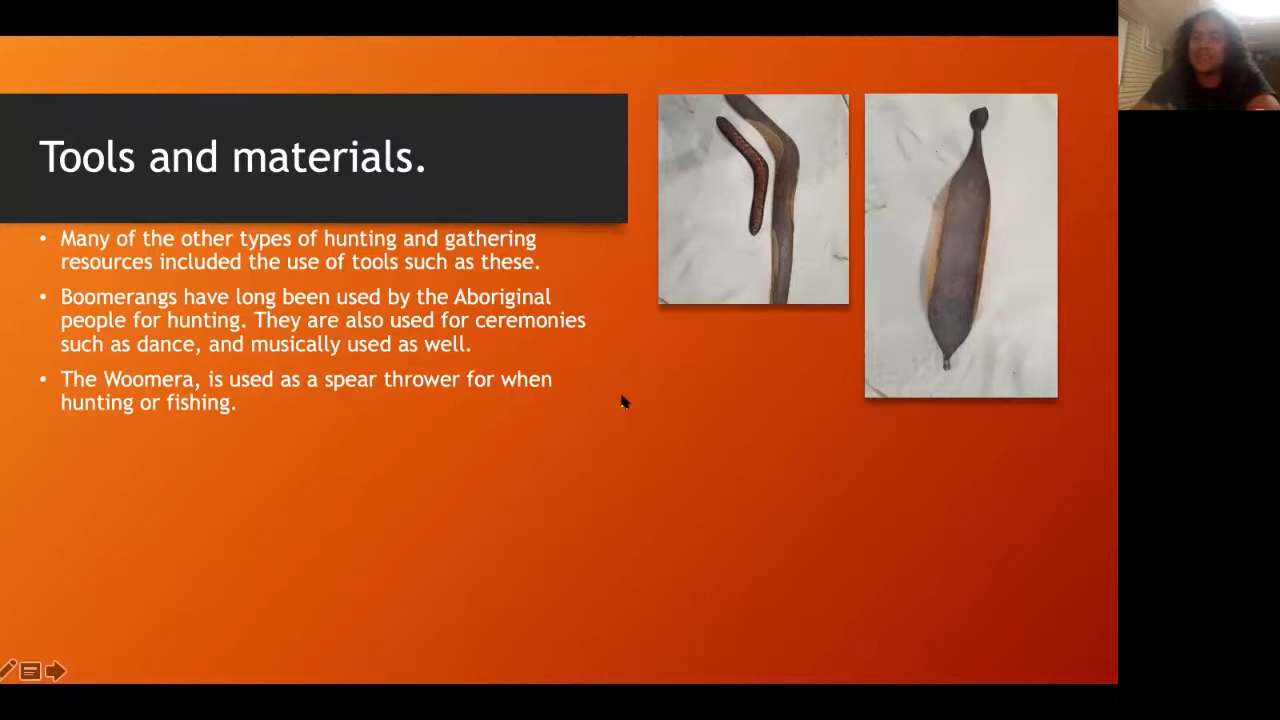 Tools and materials.
• Many of the other types of hunting and gathering
resources included the use of tools such as these.
• Boomerangs have long been used by the Aboriginal
people for hunting. They are also used for ceremonies
such as dance, and musically used as well.
• The Woomera, is used as a spear thrower for when
hunting or fishing.